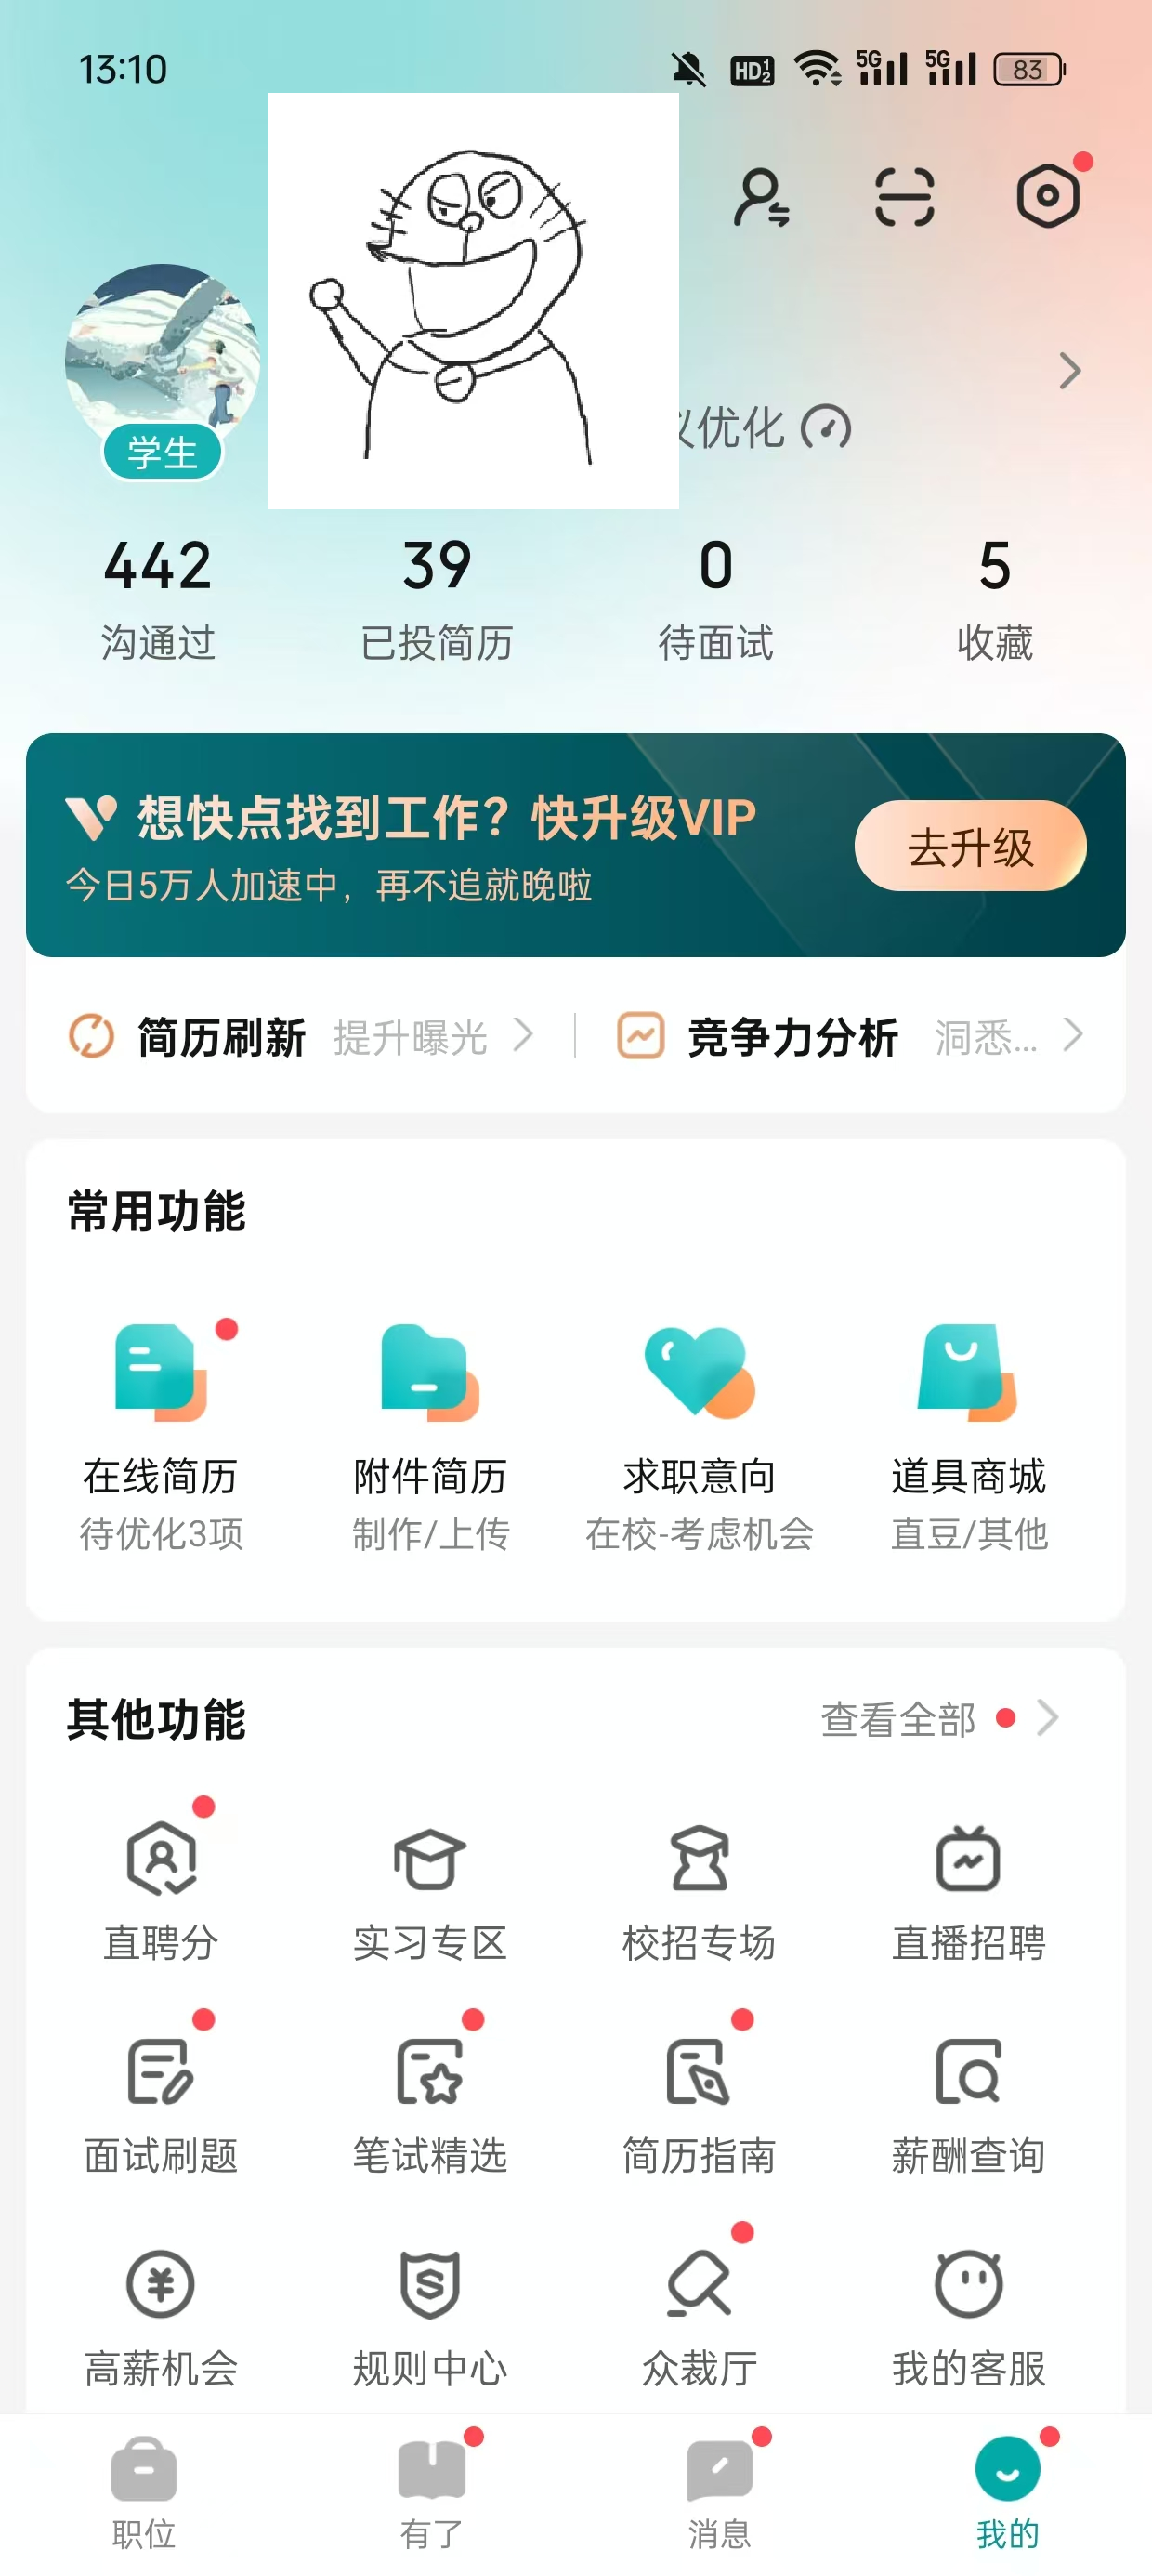 13:10 HD 1 2 5G 5G 83
优化
学生
442 39 0 5
沟通过 已投简历 待面试 收藏
想快点找到工作？快升级VIP
去升级
今日5万人加速中，再不追就晚啦
简历刷新 提升曝光 竞争力分析 洞悉...
常用功能
在线简历 附件简历 求职意向 道具商城
待优化3项 制作/上传 在校-考虑机会 直豆/其他
其他功能 查看全部
直聘分 实习专区 校招专场 直播招聘
面试刷题 笔试精选 简历指南 薪酬查询
高薪机会 规则中心 众裁厅 我的客服
职位 有了 消息 我的